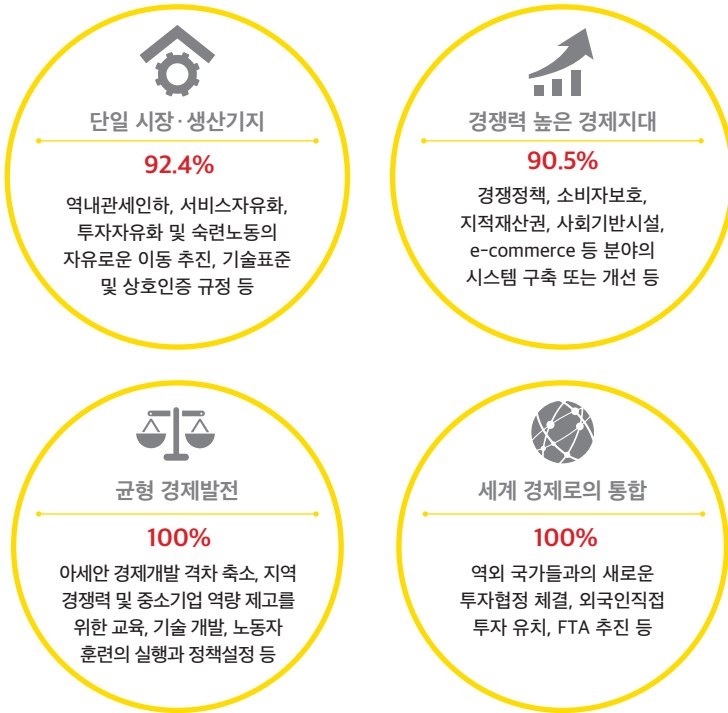 단일 시장·생산기지
92.4%
역내관세인하, 서비스자유화,
투자자유화 및 숙련노동의
자유로운 이동 추진, 기술표준
및 상호인증 규정 등
경쟁력 높은 경제지대
90.5%
경쟁정책, 소비자보호,
지적재산권, 사회기반시설,
e-commerce 등 분야의
시스템 구축 또는 개선 등
균형 경제발전
100%
아세안 경제개발 격차 축소, 지역
경쟁력 및 중소기업 역량 제고를
위한 교육, 기술 개발, 노동자
훈련의 실행과 정책설정 등
세계 경제로의 통합
100%
역외 국가들과의 새로운
투자협정 체결, 외국인직접
투자 유치, FTA 추진 등